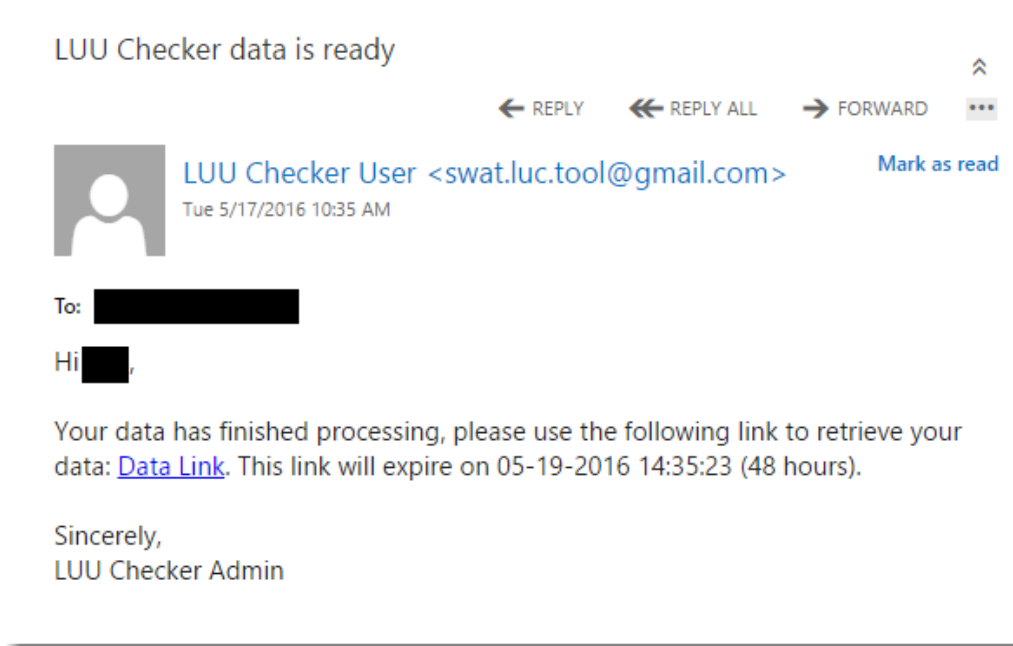 LUU Checker data is ready
REPLY REPLY ALL FORWARD
LUU Checker User <swat.luc.tool@gmail.com> Mark as read
Tue 5/17/2016 10:35 AM
To:
Hi ,
Your data has finished processing, please use the following link to retrieve your
data: Data Link. This link will expire on 05-19-2016 14:35:23 (48 hours).
Sincerely,
LUU Checker Admin